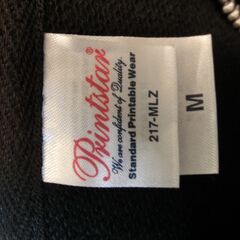 Printstar
We are confident of Quality.
Standard Printable Wear
217-MLZ
M